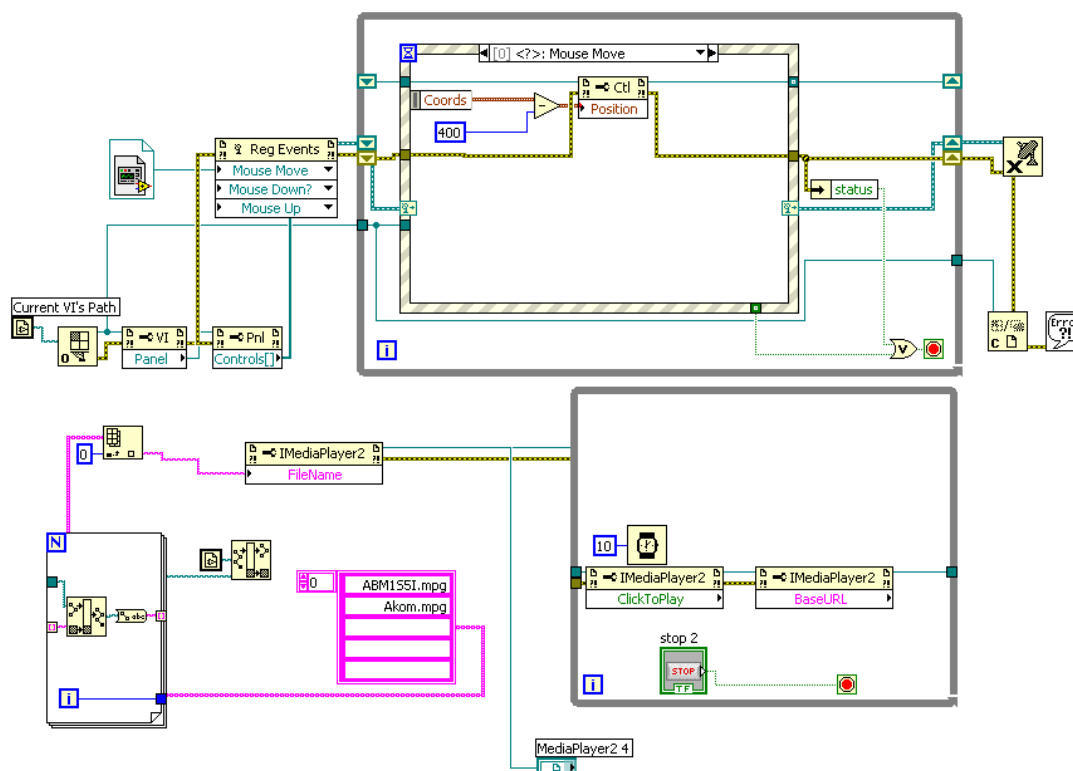 [0] <?>: Mouse Move
Ctl
Coords
Position
400
Reg Events
Mouse Move
Mouse Down?
Mouse Up
status
Current VI's Path
VI
Panel
Pnl
Controls[]
i
C
Error
?!
0
IMediaPlayer2
FileName
N
10
IMediaPlayer2
ClickToPlay
IMediaPlayer2
BaseURL
0
ABM1S5I.mpg
Akom.mpg
abc
stop 2
STOP
TF
i
i
MediaPlayer2 4